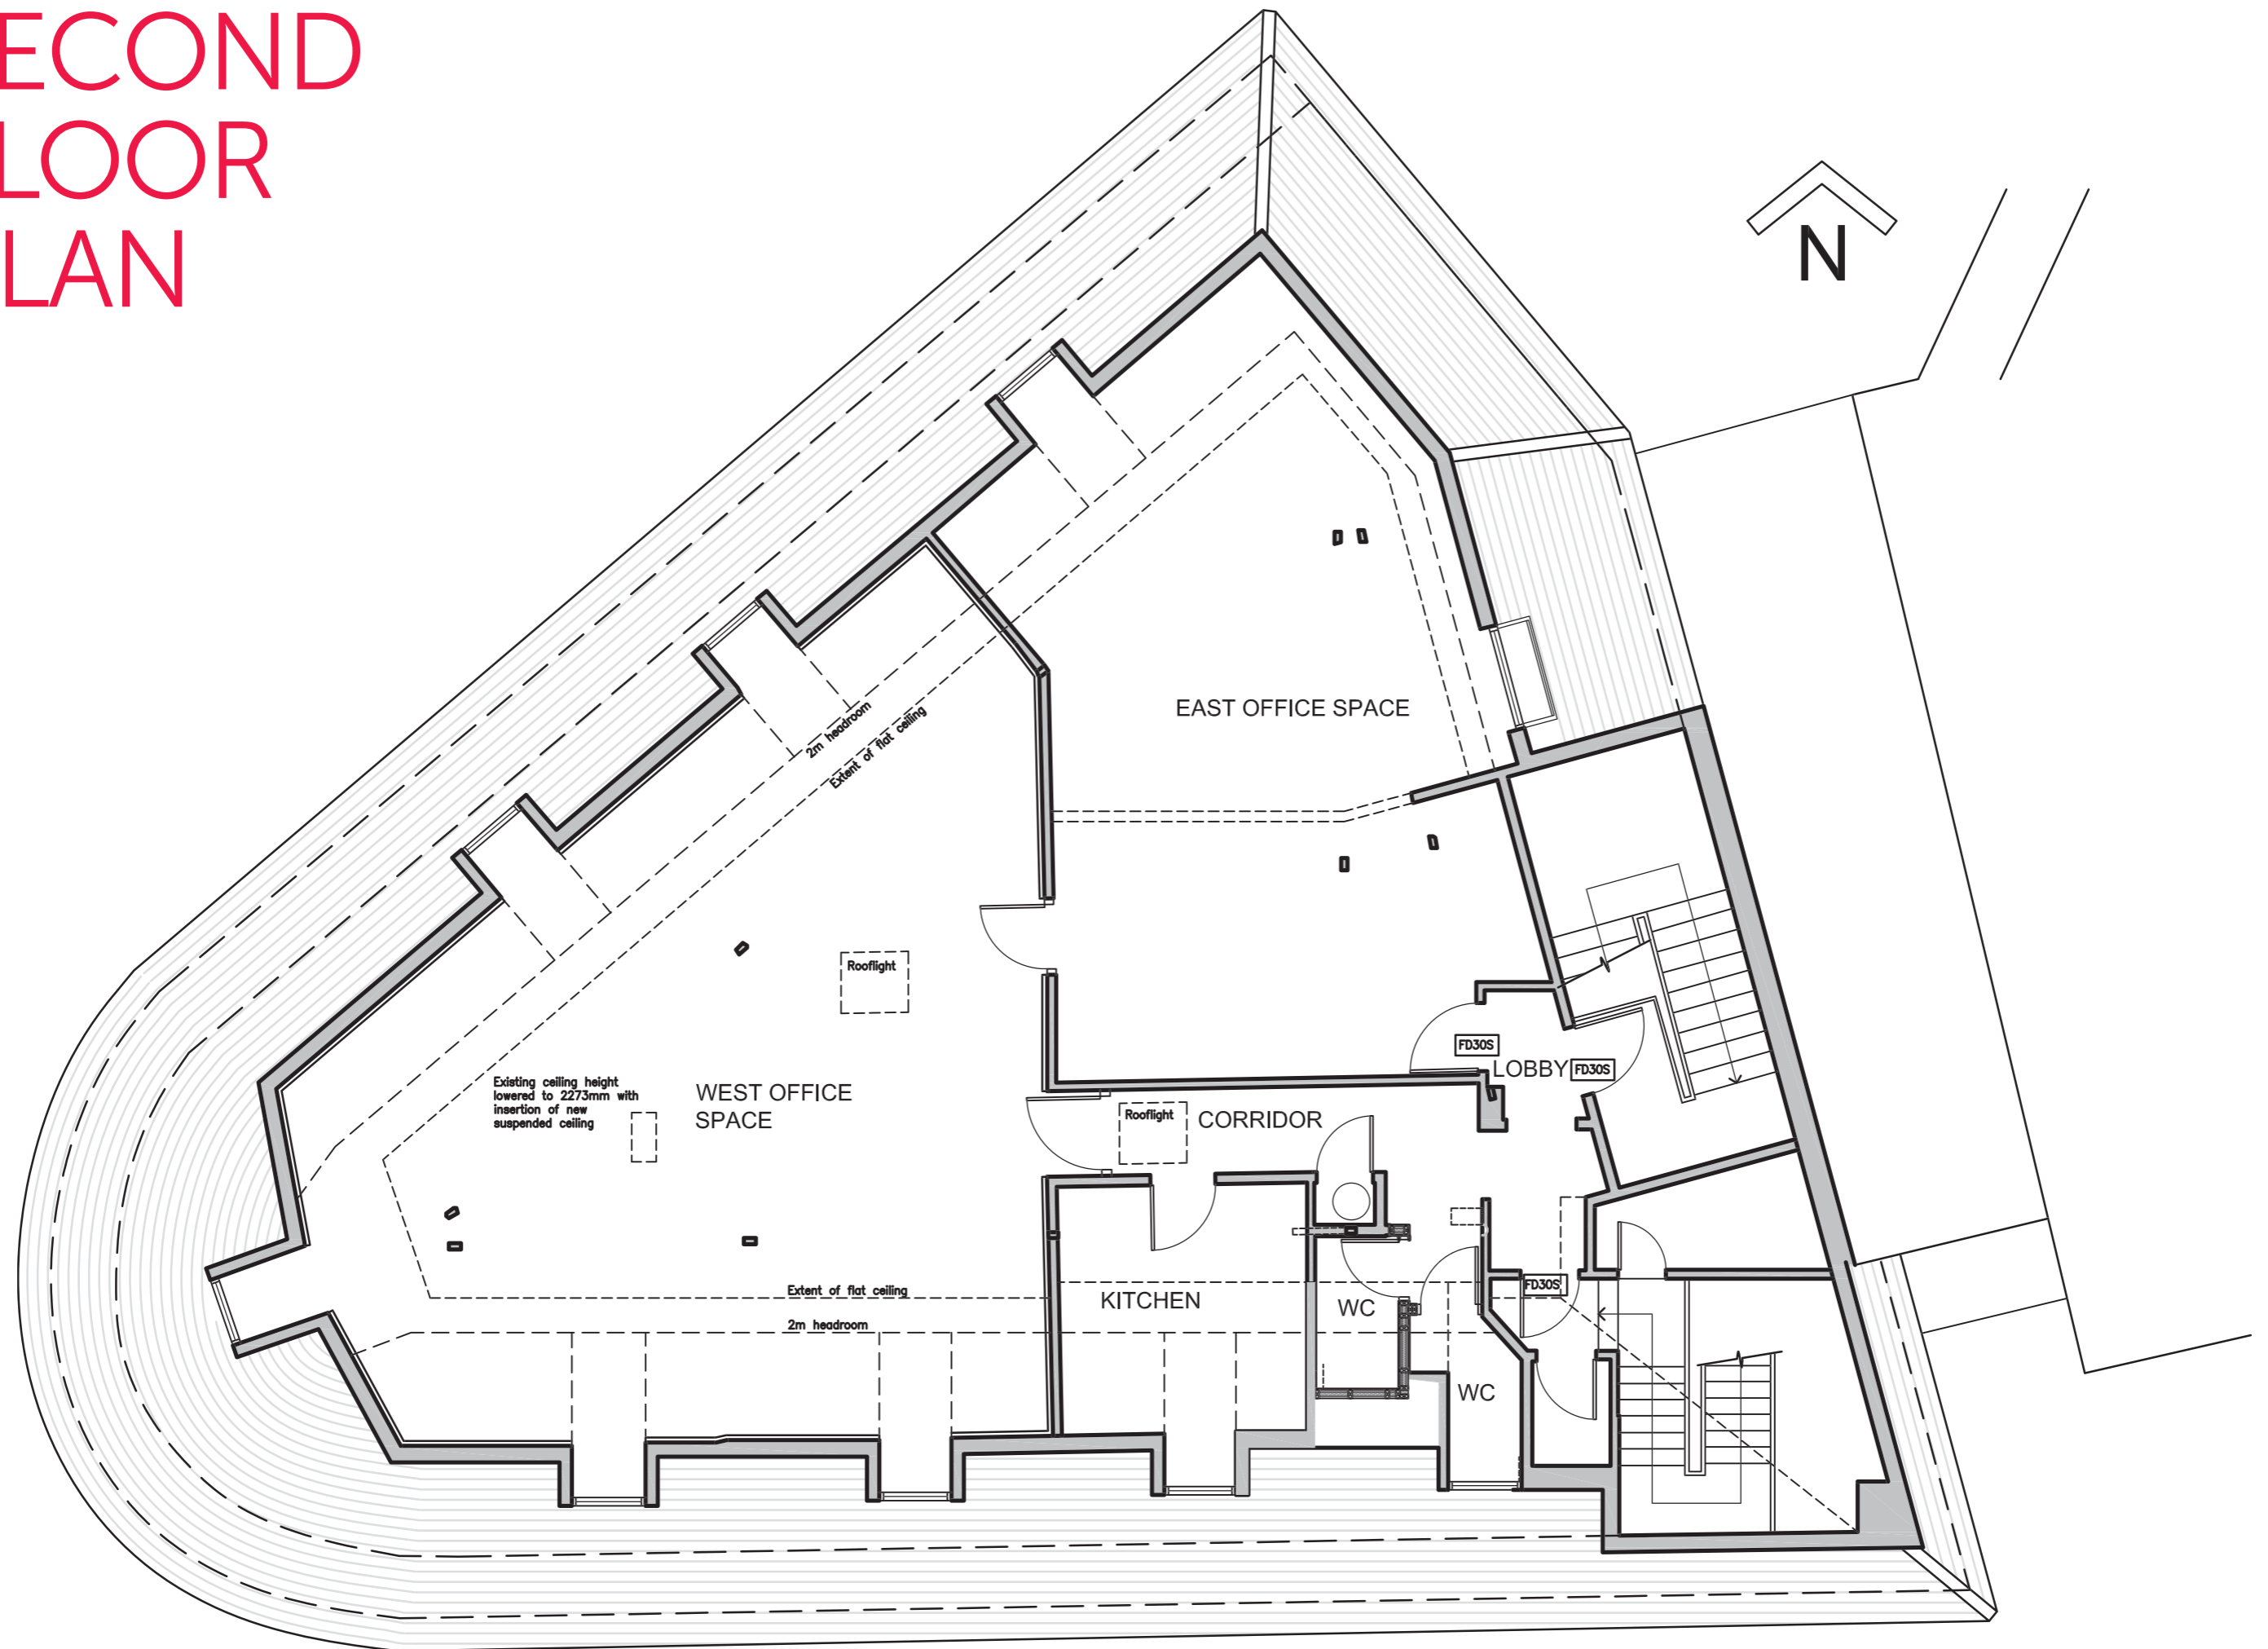 ECOND
LOOR
LAN
N
EAST OFFICE SPACE
2m headroom
Extent of flat ceiling
Rooflight
FD30S
LOBBY
FD30S
Existing ceiling height
lowered to 2273mm with
insertion of new
suspended ceiling
WEST OFFICE
SPACE
Rooflight
CORRIDOR
Extent of flat ceiling
2m headroom
KITCHEN
WC
FD30S
WC